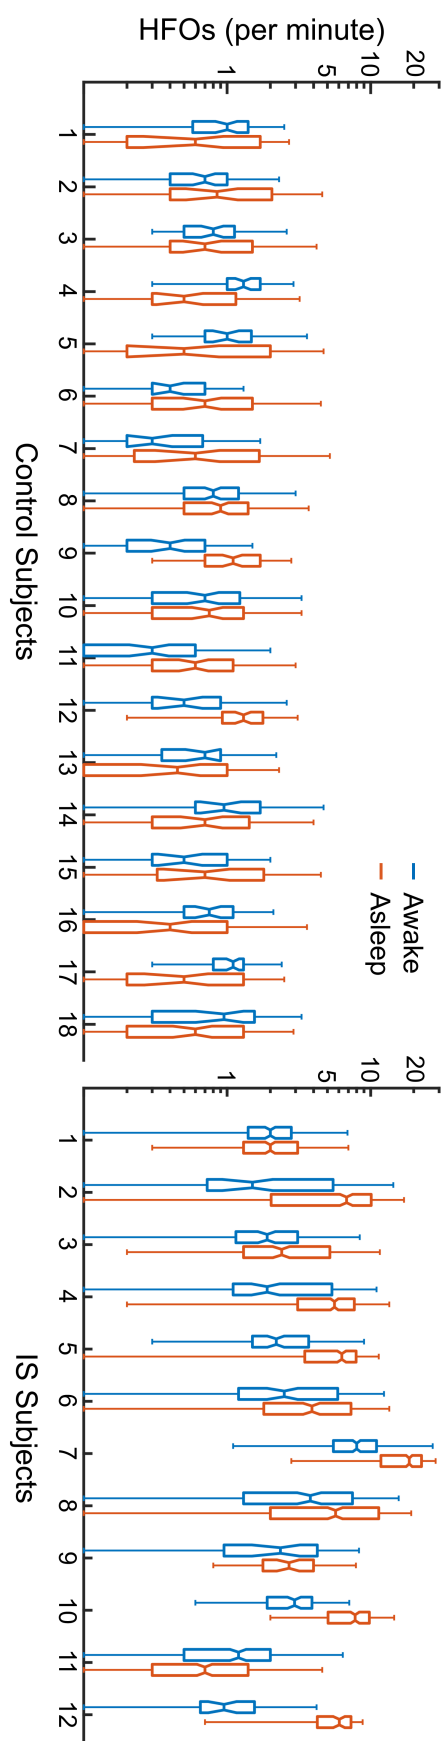 HFOs (per minute)
20
10
5
1
1 2 3 4 5 6 7 8 9 10 11 12 13 14 15 16 17 18
Control Subjects
Awake
Asleep
20
10
5
1
1 2 3 4 5 6 7 8 9 10 11 12
IS Subjects